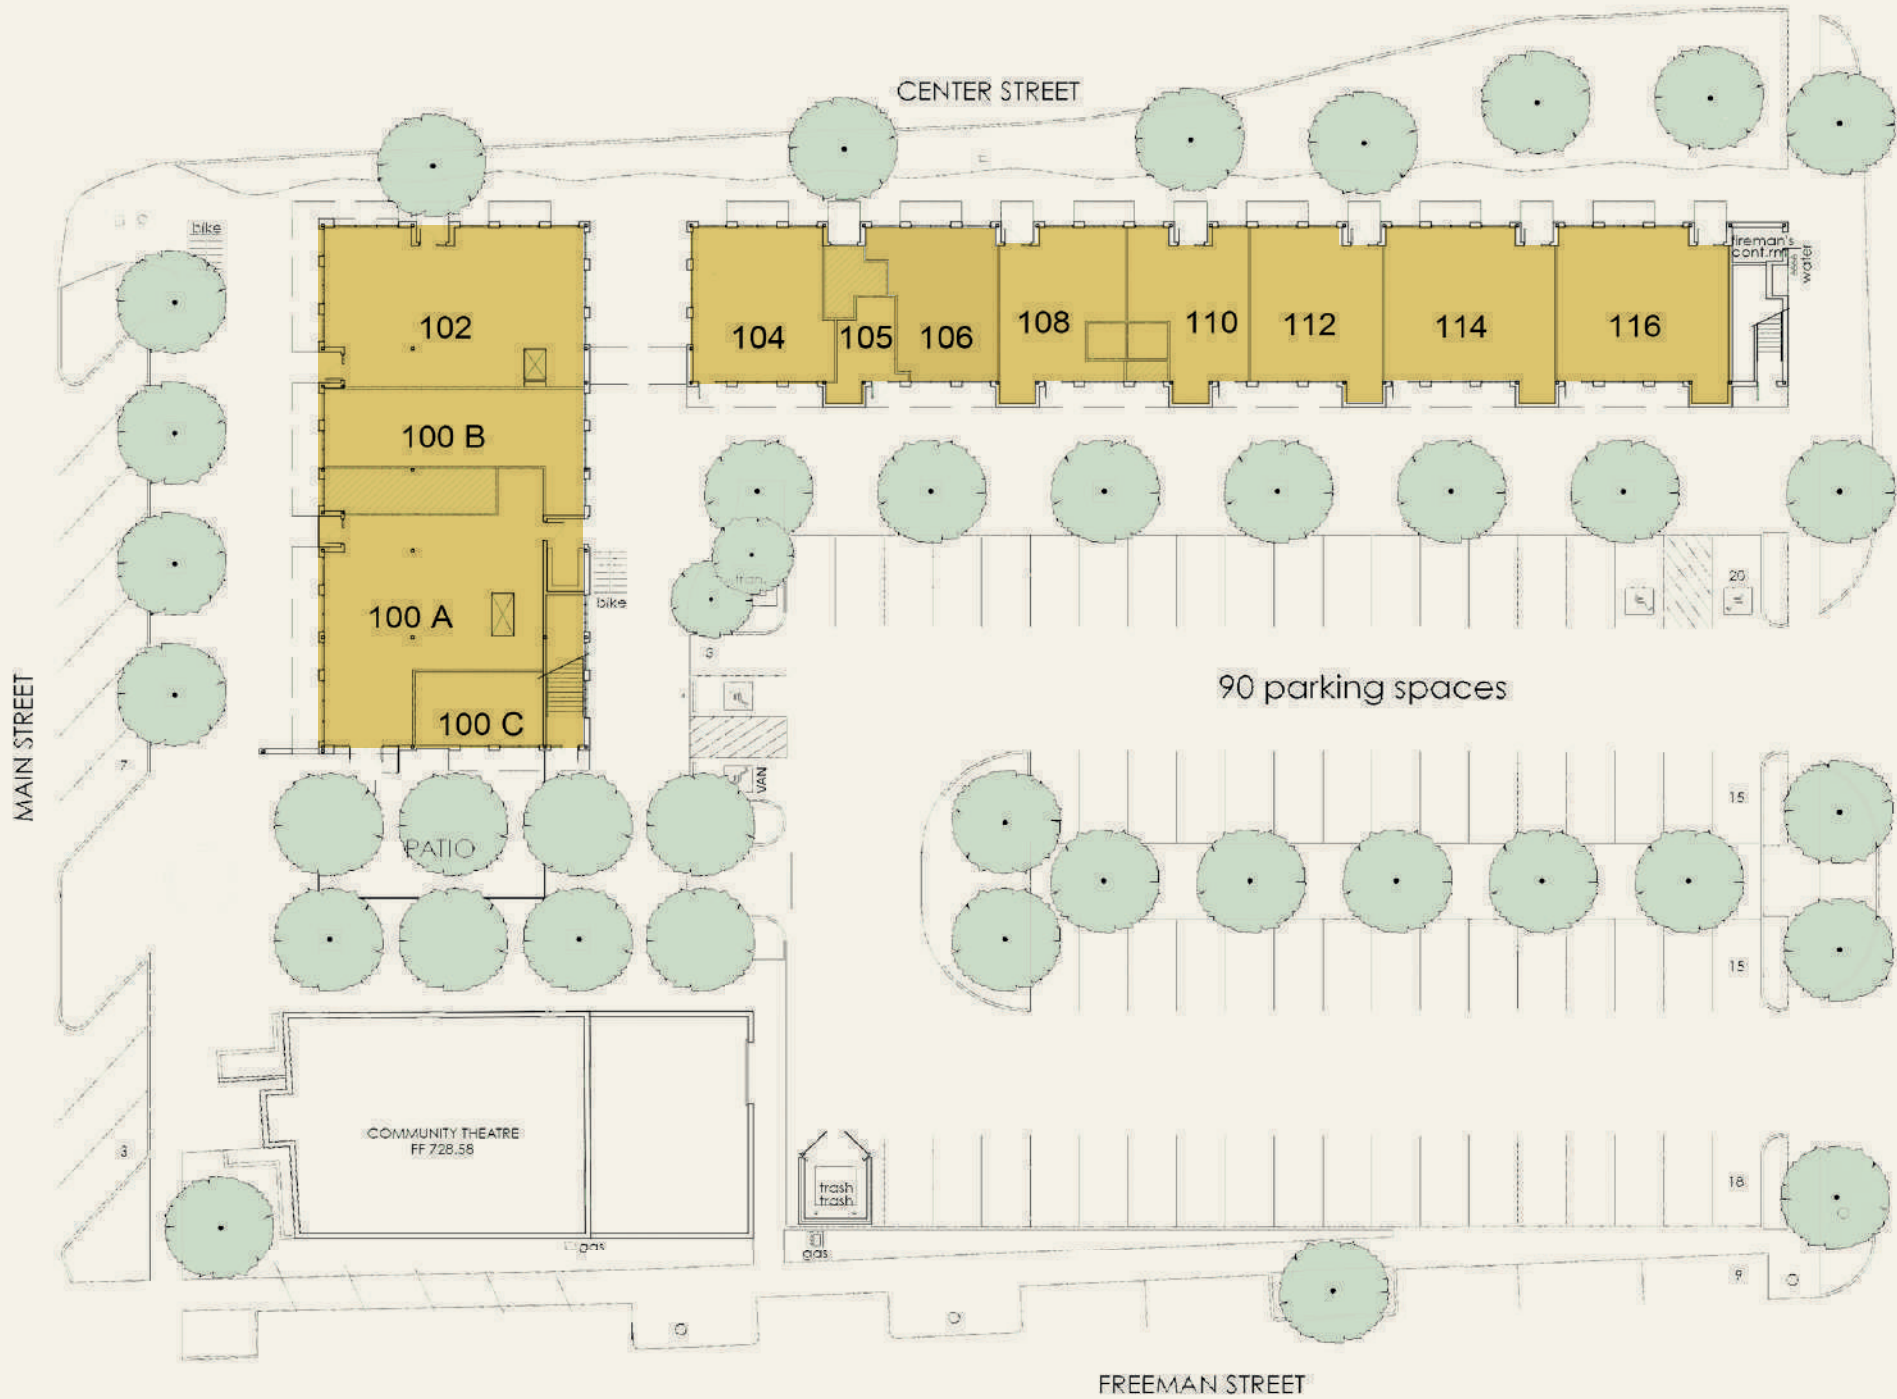 CENTER STREET
bike
fireman's
cont.rm
water
102
104
105
106
108
110
112
114
116
100 B
100 A
bike
100 C
tran.
20
90 parking spaces
MAIN STREET
7
VAN
PATIO
15
15
COMMUNITY THEATRE
FF 728.58
3
trash
trash
18
gas
gas
9
FREEMAN STREET